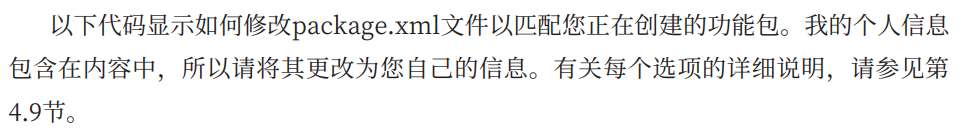 以下代码显示如何修改package.xml文件以匹配您正在创建的功能包。我的个人信息
包含在内容中，所以请将其更改为您自己的信息。有关每个选项的详细说明，请参见第
4.9节。